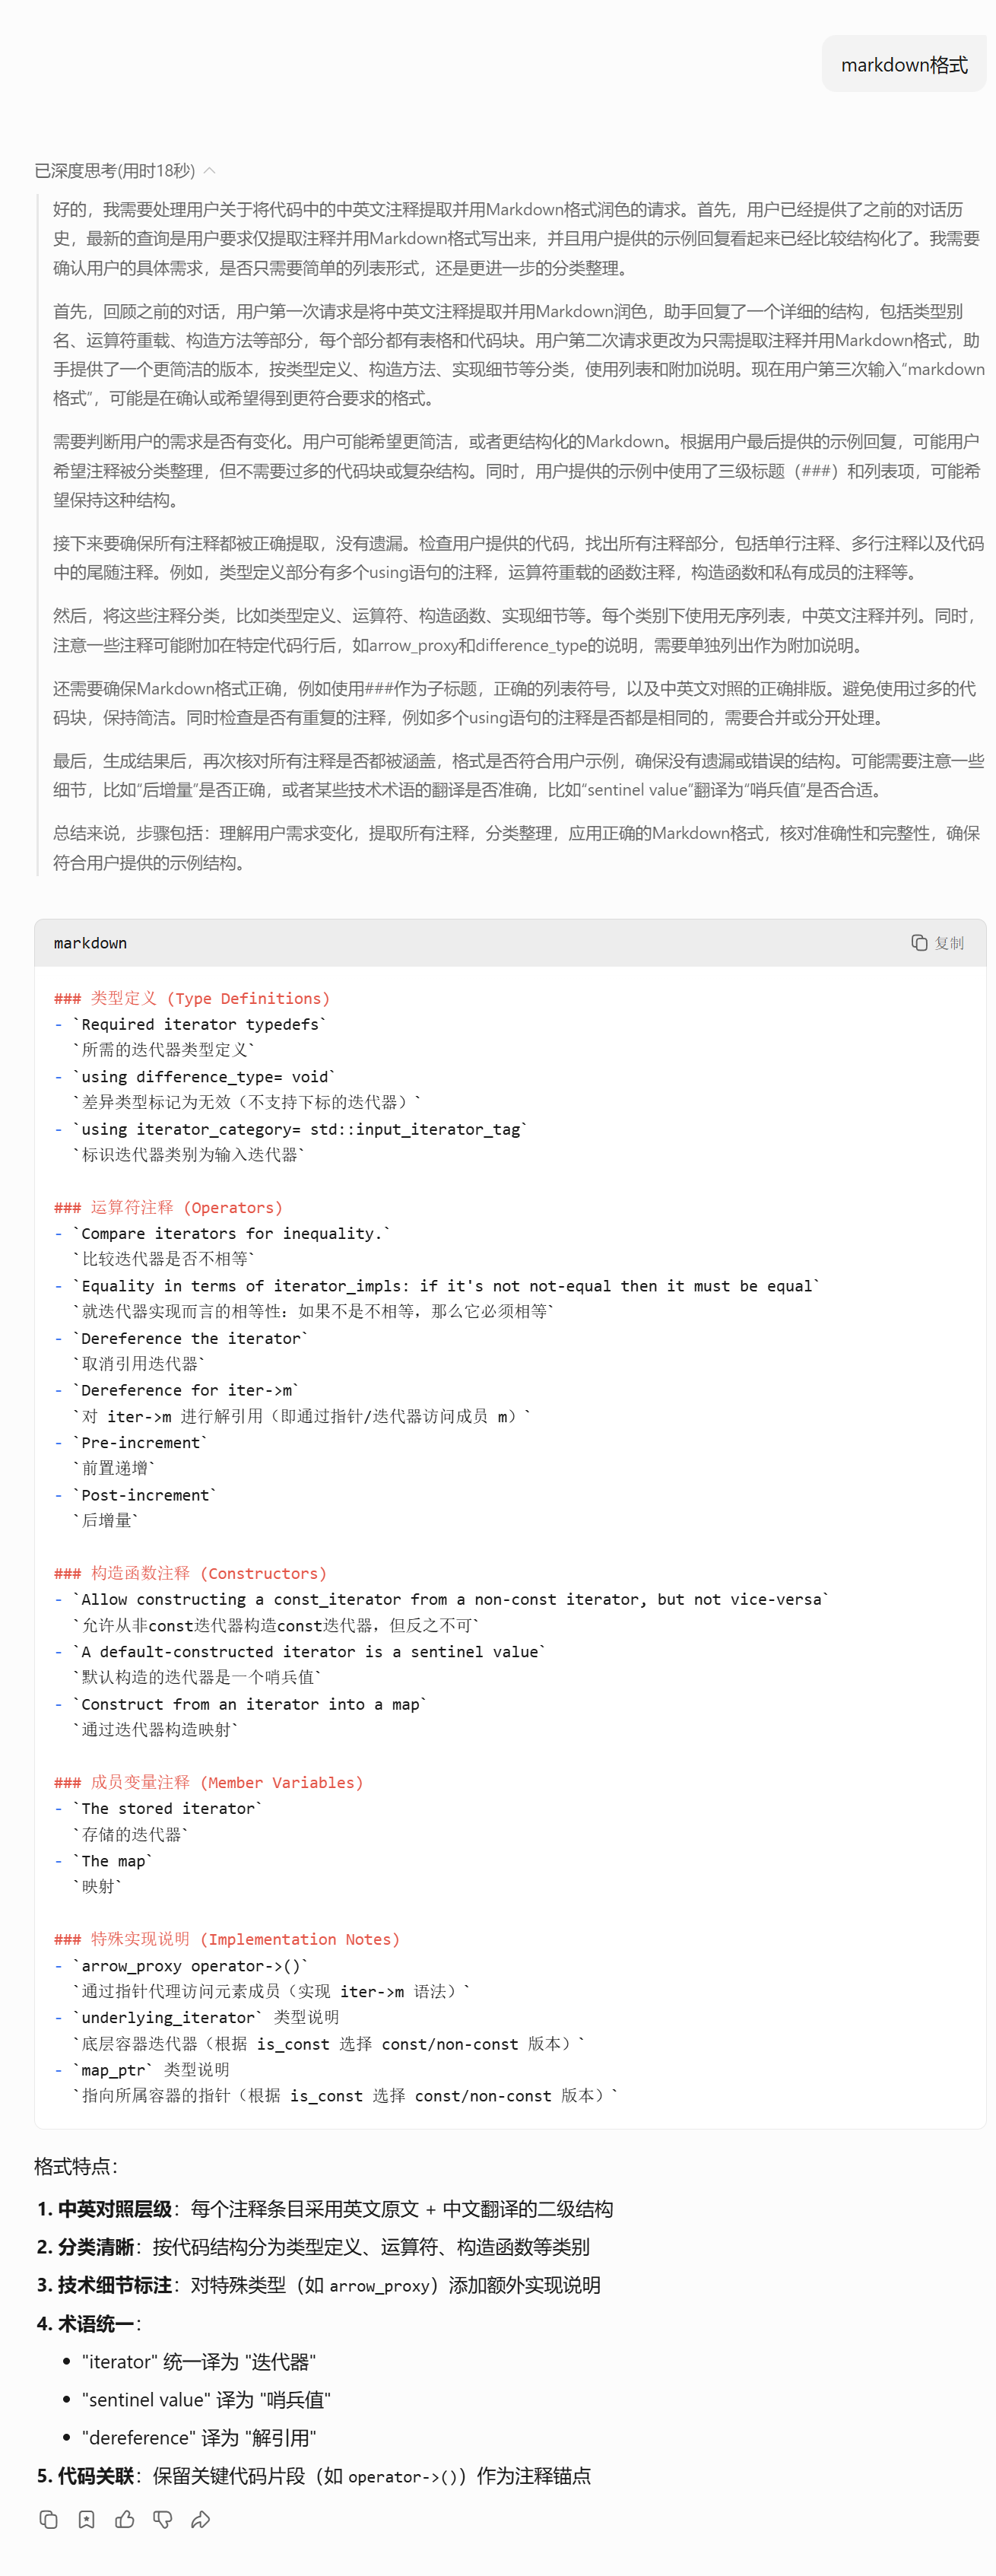 markdown格式
已深度思考(用时18秒)
好的，我需要处理用户关于将代码中的中英文注释提取并用Markdown格式润色的请求。首先，用户已经提供了之前的对话历
史，最新的查询是用户要求仅提取注释并用Markdown格式写出来，并且用户提供的示例回复看起来已经比较结构化了。我需要
确认用户的具体需求，是否只需要简单的列表形式，还是更进一步的分类整理。
首先，回顾之前的对话，用户第一次请求是将中英文注释提取并用Markdown润色，助手回复了一个详细的结构，包括类型别
名、运算符重载、构造方法等部分，每个部分都有表格和代码块。用户第二次请求更改为只需提取注释并用Markdown格式，助
手提供了一个更简洁的版本，按类型定义、构造方法、实现细节等分类，使用列表和附加说明。现在用户第三次输入“markdown
格式”，可能是在确认或希望得到更符合要求的格式。
需要判断用户的需求是否有变化。用户可能希望更简洁，或者更结构化的Markdown。根据用户最后提供的示例回复，可能用户
希望注释被分类整理，但不需要过多的代码块或复杂结构。同时，用户提供的示例中使用了三级标题（###）和列表项，可能希
望保持这种结构。
接下来要确保所有注释都被正确提取，没有遗漏。检查用户提供的代码，找出所有注释部分，包括单行注释、多行注释以及代码
中的尾随注释。例如，类型定义部分有多个using语句的注释，运算符重载的函数注释，构造函数和私有成员的注释等。
然后，将这些注释分类，比如类型定义、运算符、构造函数、实现细节等。每个类别下使用无序列表，中英文注释并列。同时，
注意一些注释可能附加在特定代码行后，如arrow_proxy和difference_type的说明，需要单独列出作为附加说明。
还需要确保Markdown格式正确，例如使用###作为子标题，正确的列表符号，以及中英文对照的正确排版。避免使用过多的代
码块，保持简洁。同时检查是否有重复的注释，例如多个using语句的注释是否都是相同的，需要合并或分开处理。
最后，生成结果后，再次核对所有注释是否都被涵盖，格式是否符合用户示例，确保没有遗漏或错误的结构。可能需要注意一些
细节，比如“后增量”是否正确，或者某些技术术语的翻译是否准确，比如“sentinel value”翻译为“哨兵值”是否合适。
总结来说，步骤包括：理解用户需求变化，提取所有注释，分类整理，应用正确的Markdown格式，核对准确性和完整性，确保
符合用户提供的示例结构。
markdown 复制
### 类型定义 (Type Definitions)
- `Required iterator typedefs`
`所需的迭代器类型定义`
- `using difference_type= void`
`差异类型标记为无效（不支持下标的迭代器）`
- `using iterator_category= std::input_iterator_tag`
`标识迭代器类别为输入迭代器`
### 运算符注释 (Operators)
- `Compare iterators for inequality.`
`比较迭代器是否不相等`
- `Equality in terms of iterator_impls: if it's not not-equal then it must be equal`
`就迭代器实现而言的相等性：如果不是不相等，那么它必须相等`
- `Dereference the iterator`
`取消引用迭代器`
- `Dereference for iter->m`
`对 iter->m 进行解引用（即通过指针/迭代器访问成员 m）`
- `Pre-increment`
`前置递增`
- `Post-increment`
`后增量`
### 构造函数注释 (Constructors)
- `Allow constructing a const_iterator from a non-const iterator, but not vice-versa`
`允许从非const迭代器构造const迭代器，但反之不可`
- `A default-constructed iterator is a sentinel value`
`默认构造的迭代器是一个哨兵值`
- `Construct from an iterator into a map`
`通过迭代器构造映射`
### 成员变量注释 (Member Variables)
- `The stored iterator`
`存储的迭代器`
- `The map`
`映射`
### 特殊实现说明 (Implementation Notes)
- `arrow_proxy operator->()`
`通过指针代理访问元素成员（实现 iter->m 语法）`
- `underlying_iterator` 类型说明
`底层容器迭代器（根据 is_const 选择 const/non-const 版本）`
- `map_ptr` 类型说明
`指向所属容器的指针（根据 is_const 选择 const/non-const 版本）`
格式特点：
1. 中英对照层级：每个注释条目采用英文原文 + 中文翻译的二级结构
2. 分类清晰：按代码结构分为类型定义、运算符、构造函数等类别
3. 技术细节标注：对特殊类型（如 arrow_proxy）添加额外实现说明
4. 术语统一：
• "iterator" 统一译为 "迭代器"
• "sentinel value" 译为 "哨兵值"
• "dereference" 译为 "解引用"
5. 代码关联：保留关键代码片段（如 operator->()）作为注释锚点